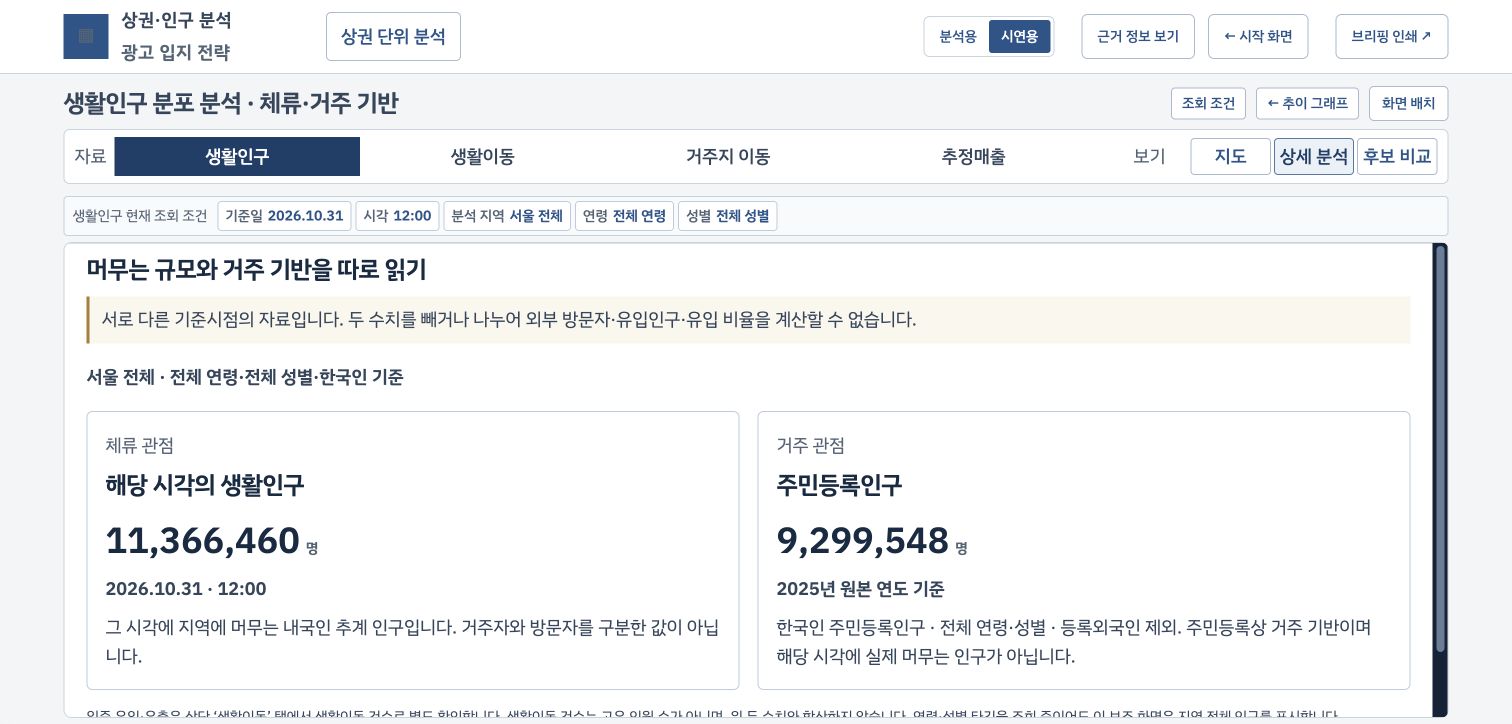 상권·인구 분석
광고 입지 전략
상권 단위 분석
분석용 시연용
근거 정보 보기
← 시작 화면
브리핑 인쇄 ↗
생활인구 분포 분석 · 체류·거주 기반
조회 조건
← 추이 그래프
화면 배치
자료 생활인구 생활이동 거주지 이동 추정매출 보기 지도 상세 분석 후보 비교
생활인구 현재 조회 조건 기준일 2026.10.31 시각 12:00 분석 지역 서울 전체 연령 전체 연령 성별 전체 성별
머무는 규모와 거주 기반을 따로 읽기
서로 다른 기준시점의 자료입니다. 두 수치를 빼거나 나누어 외부 방문자·유입인구·유입 비율을 계산할 수 없습니다.
서울 전체 · 전체 연령·전체 성별·한국인 기준
체류 관점
해당 시각의 생활인구
11,366,460 명
2026.10.31 · 12:00
그 시각에 지역에 머무는 내국인 추계 인구입니다. 거주자와 방문자를 구분한 값이 아닙
니다.
거주 관점
주민등록인구
9,299,548 명
2025년 원본 연도 기준
한국인 주민등록인구 · 전체 연령·성별 · 등록외국인 제외. 주민등록상 거주 기반이며
해당 시각에 실제 머무는 인구가 아닙니다.